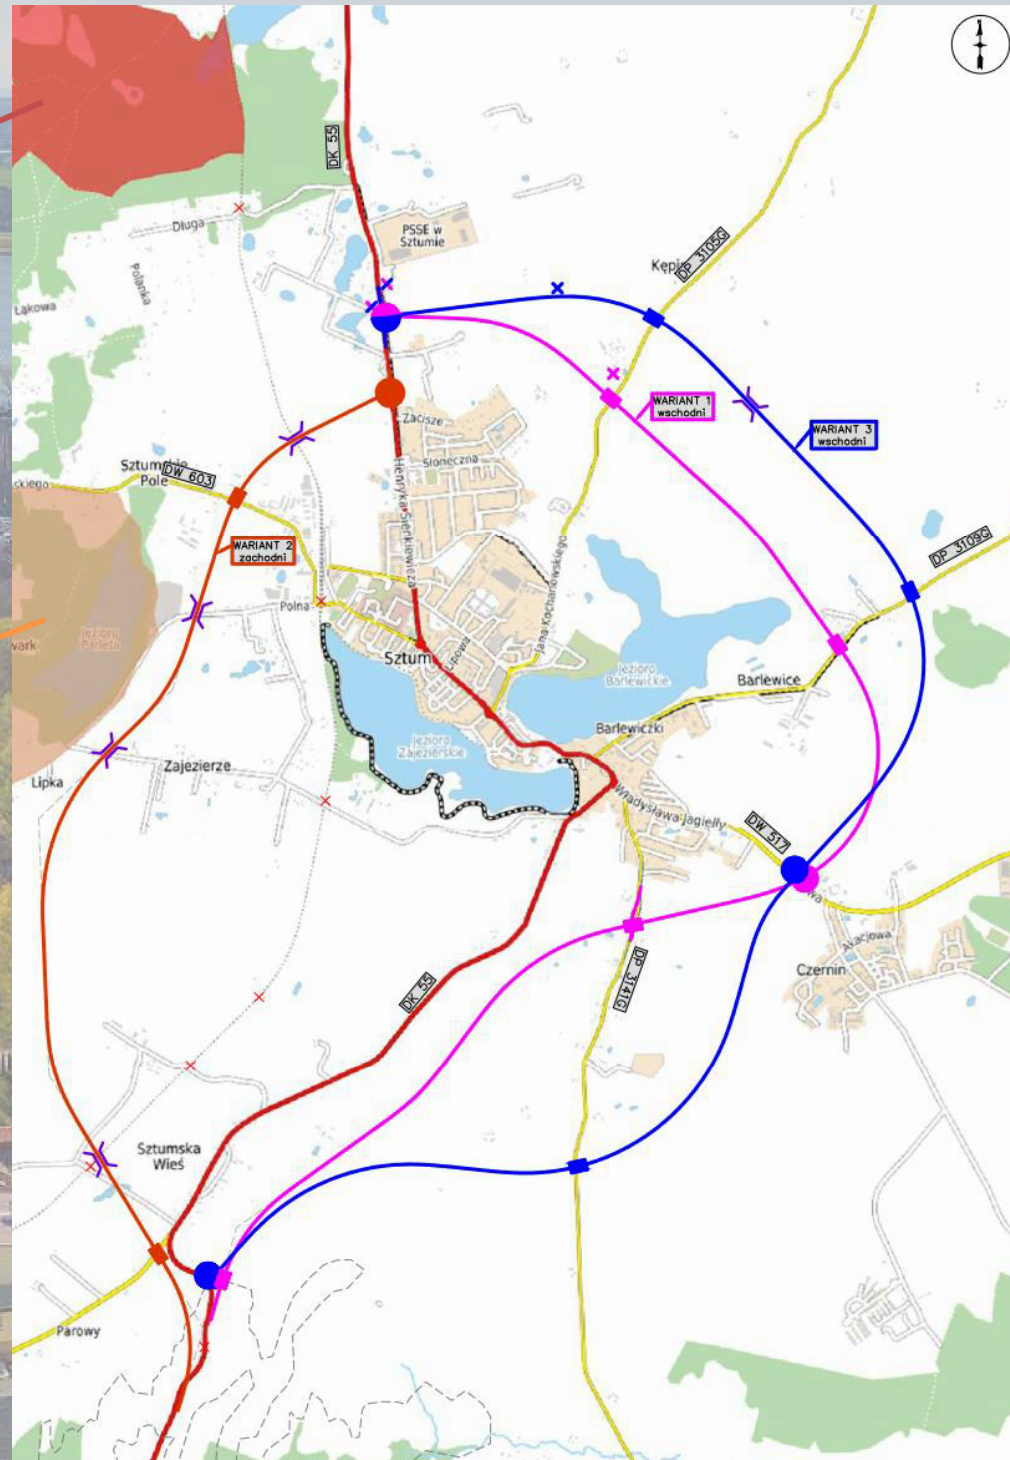 DK 55
Długa
PSSE w
Sztumie
Polanka
Łąkowa
DP 3105G
Zacisze
WARIANT 1
wschodni
WARIANT 3
wschodni
Słoneczna
DW 603
Pole
Henryka Sienkiewicza
WARIANT 2
zachodni
DP 3109G
Jana Kochanowskiego
Polna
Lipowa
Sztum
Jezioro
Parleta
Jezioro
Barlewickie
Barlewice
Barlewiczki
Jezioro
Zajezierskie
Zajezierze
Lipka
Władysława Jagiełły
DW 517
Akacjowa
Czernin
DK 55
DP 3141G
Sztumska
Wieś
Parowy